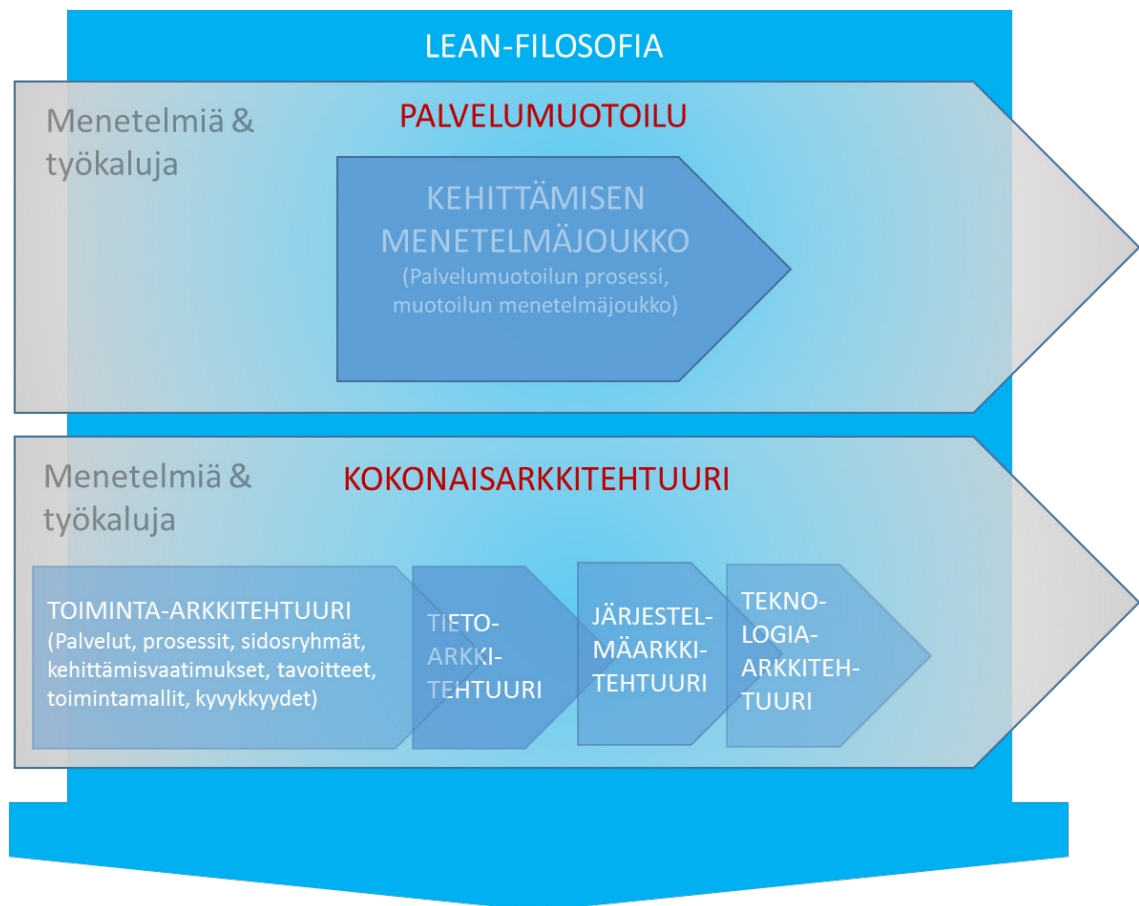 LEAN-FILOSOFIA
Menetelmiä &
työkaluja
PALVELUMUOTOILU
KEHITTÄMISEN
MENETELMÄJOUKKO
(Palvelumuotoilun prosessi,
muotoilun menetelmäjoukko)
Menetelmiä &
työkaluja
KOKONAISARKKITEHTUURI
TOIMINTA-ARKKITEHTUURI
(Palvelut, prosessit, sidosryhmät,
kehittämisvaatimukset, tavoitteet,
toimintamallit, kyvykkyydet)
TIETO-
ARKKI-
TEHTUURI
JÄRJESTEL-
MÄARKKI-
TEHTUURI
TEKNO-
LOGIA-
ARKKITEH-
TUURI